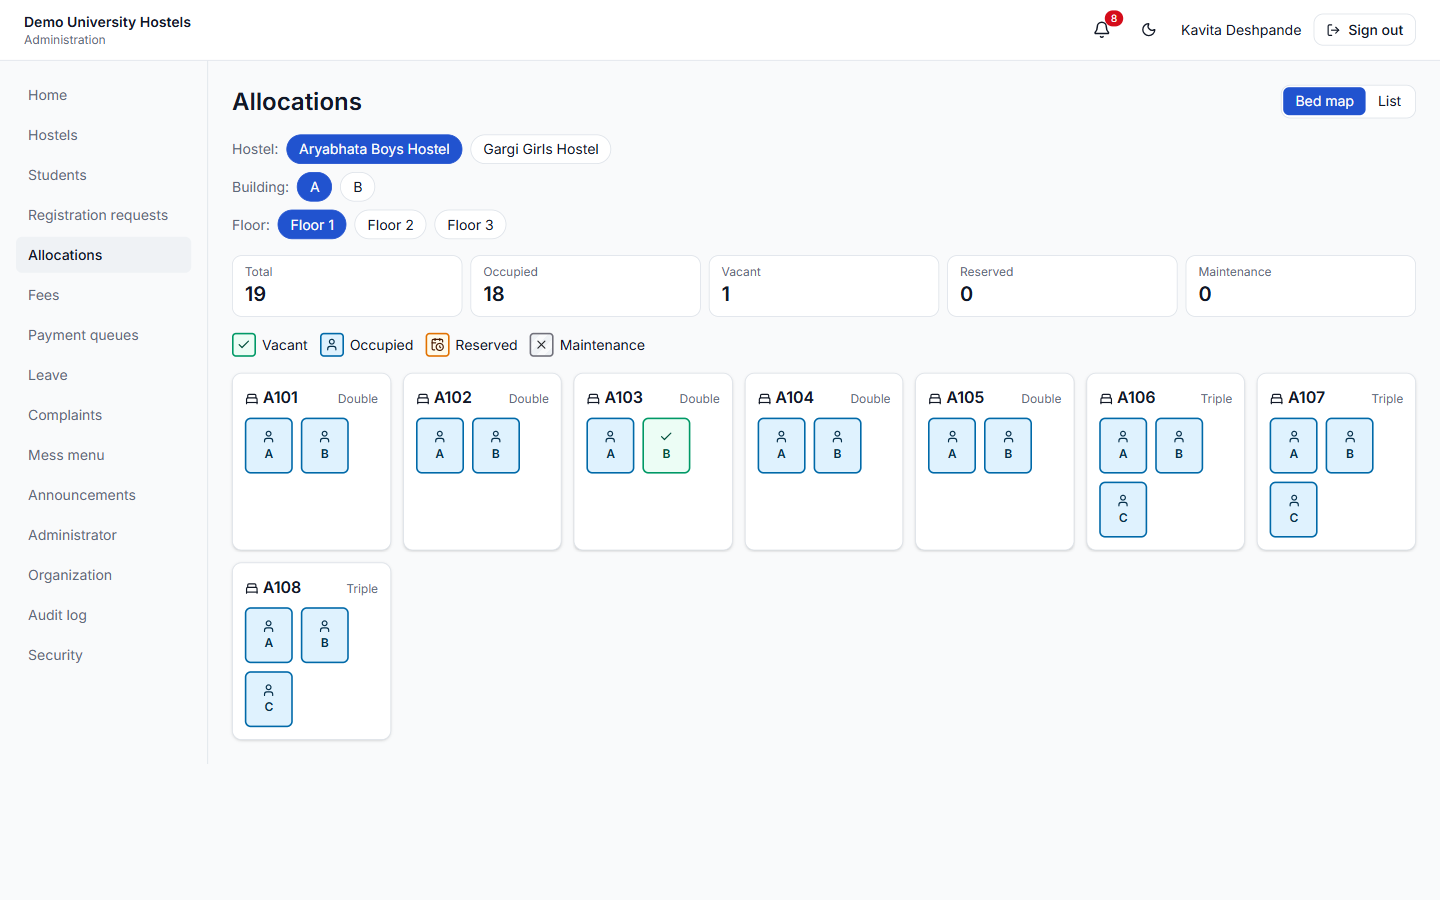 Demo University Hostels
Administration
8
Kavita Deshpande
Sign out
Home
Hostels
Students
Registration requests
Allocations
Fees
Payment queues
Leave
Complaints
Mess menu
Announcements
Administrator
Organization
Audit log
Security
Allocations
Bed map List
Hostel: Aryabhata Boys Hostel Gargi Girls Hostel
Building: A B
Floor: Floor 1 Floor 2 Floor 3
Total
19
Occupied
18
Vacant
1
Reserved
0
Maintenance
0
Vacant Occupied Reserved Maintenance
A101 Double
A B
A102 Double
A B
A103 Double
A B
A104 Double
A B
A105 Double
A B
A106 Triple
A B
C
A107 Triple
A B
C
A108 Triple
A B
C